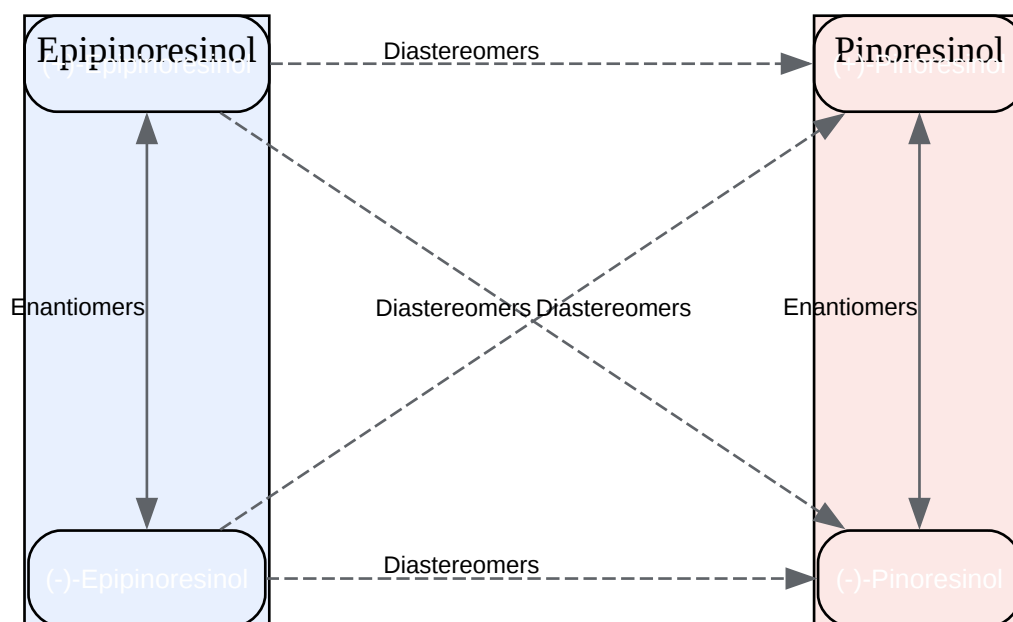 Epipinoresinol
(+)-Epipinoresinol
Diastereomers
Pinoresinol
(+)-Pinoresinol
Enantiomers
Diastereomers
Diastereomers
Enantiomers
(-)-Epipinoresinol
Diastereomers
(-)-Pinoresinol